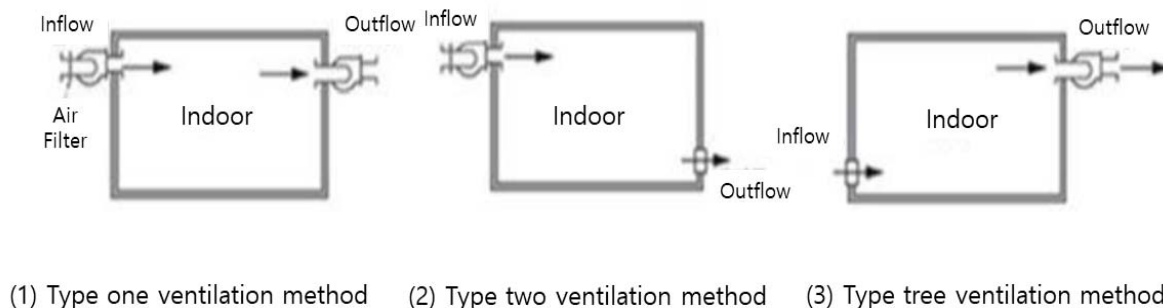 Inflow
Outflow
Air
Filter
Indoor
Inflow
Indoor
Outflow
Outflow
Inflow
Indoor
(1) Type one ventilation method
(2) Type two ventilation method
(3) Type tree ventilation method